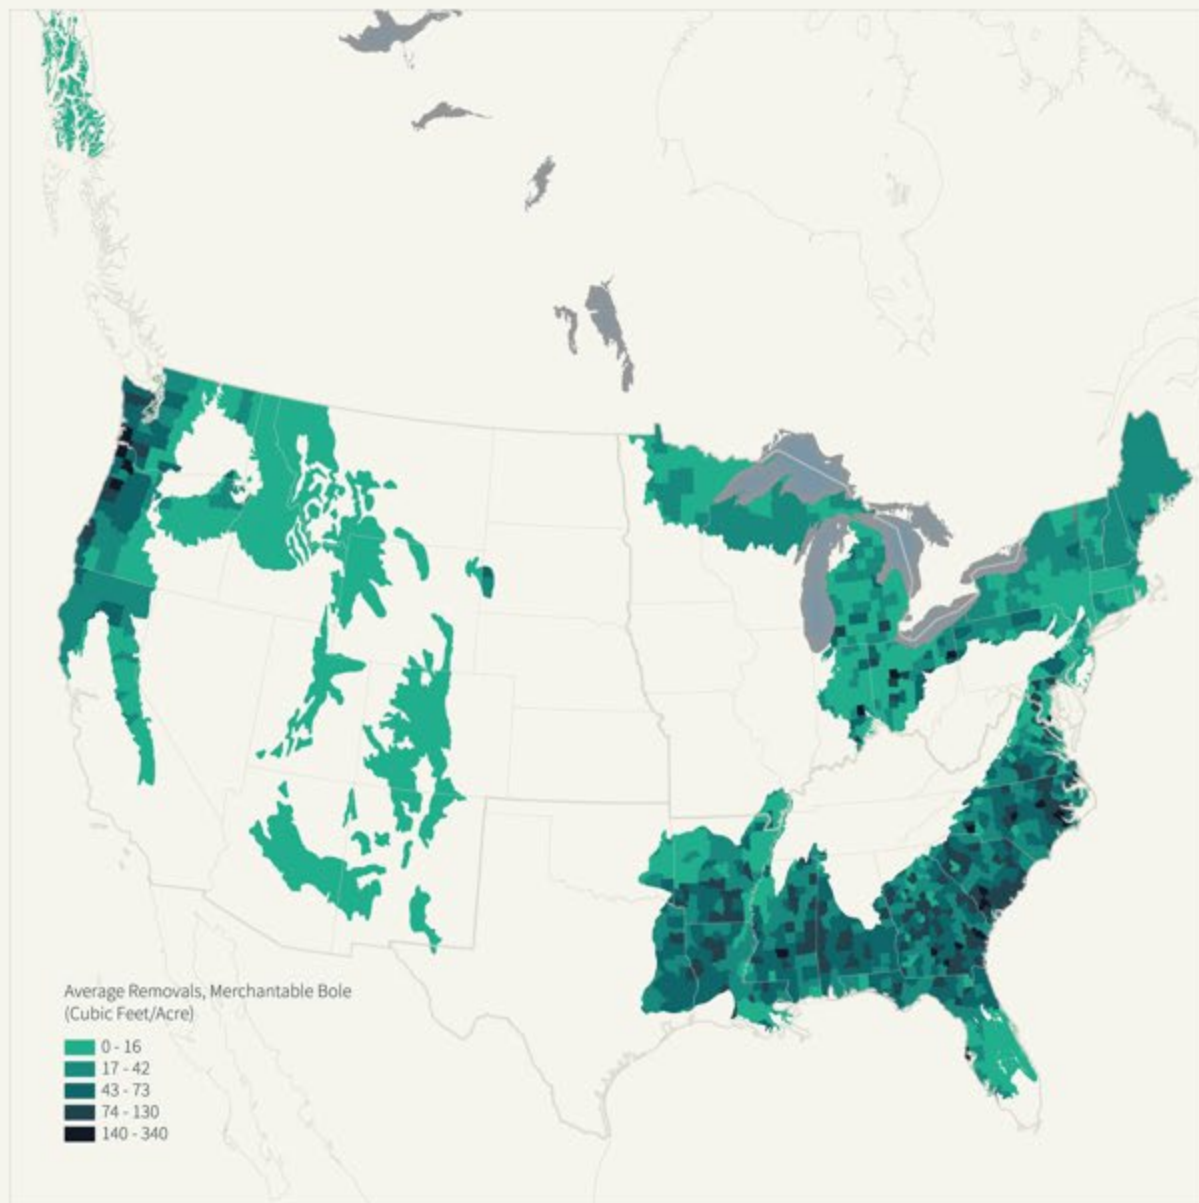 Average Removals, Merchantable Bole
(Cubic Feet/Acre)
0 - 16
17 - 42
43 - 73
74 - 130
140 - 340